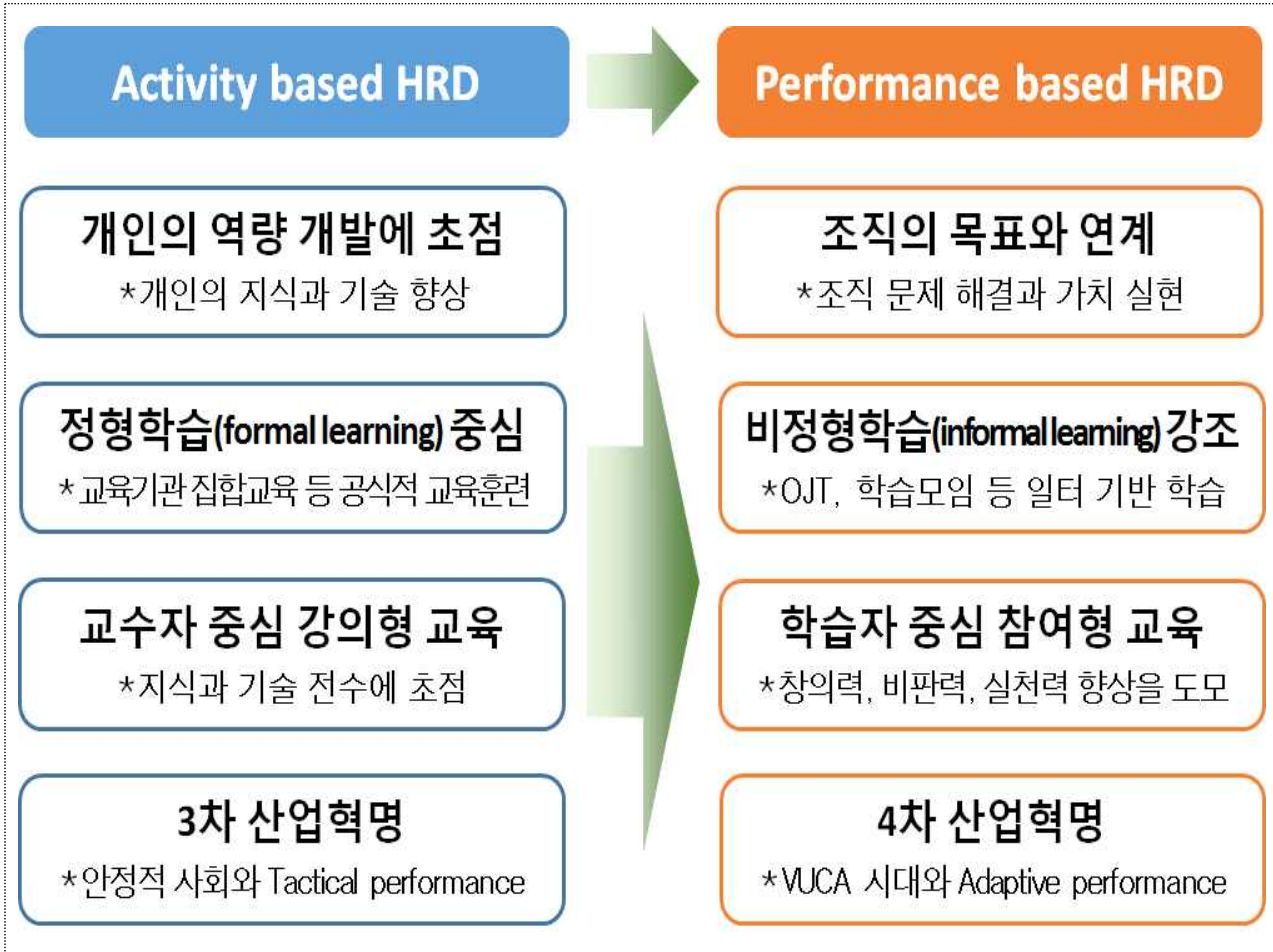 Activity based HRD
Performance based HRD
개인의 역량 개발에 초점
*개인의 지식과 기술 향상
조직의 목표와 연계
*조직 문제 해결과 가치 실현
정형학습(formal learning) 중심
*교육기관 집합교육 등 공식적 교육훈련
비정형학습(informal learning) 강조
*OJT, 학습모임 등 일터 기반 학습
교수자 중심 강의형 교육
*지식과 기술 전수에 초점
학습자 중심 참여형 교육
*창의력, 비판력, 실천력 향상을 도모
3차 산업혁명
*안정적 사회와 Tactical performance
4차 산업혁명
*VUCA 시대와 Adaptive performance